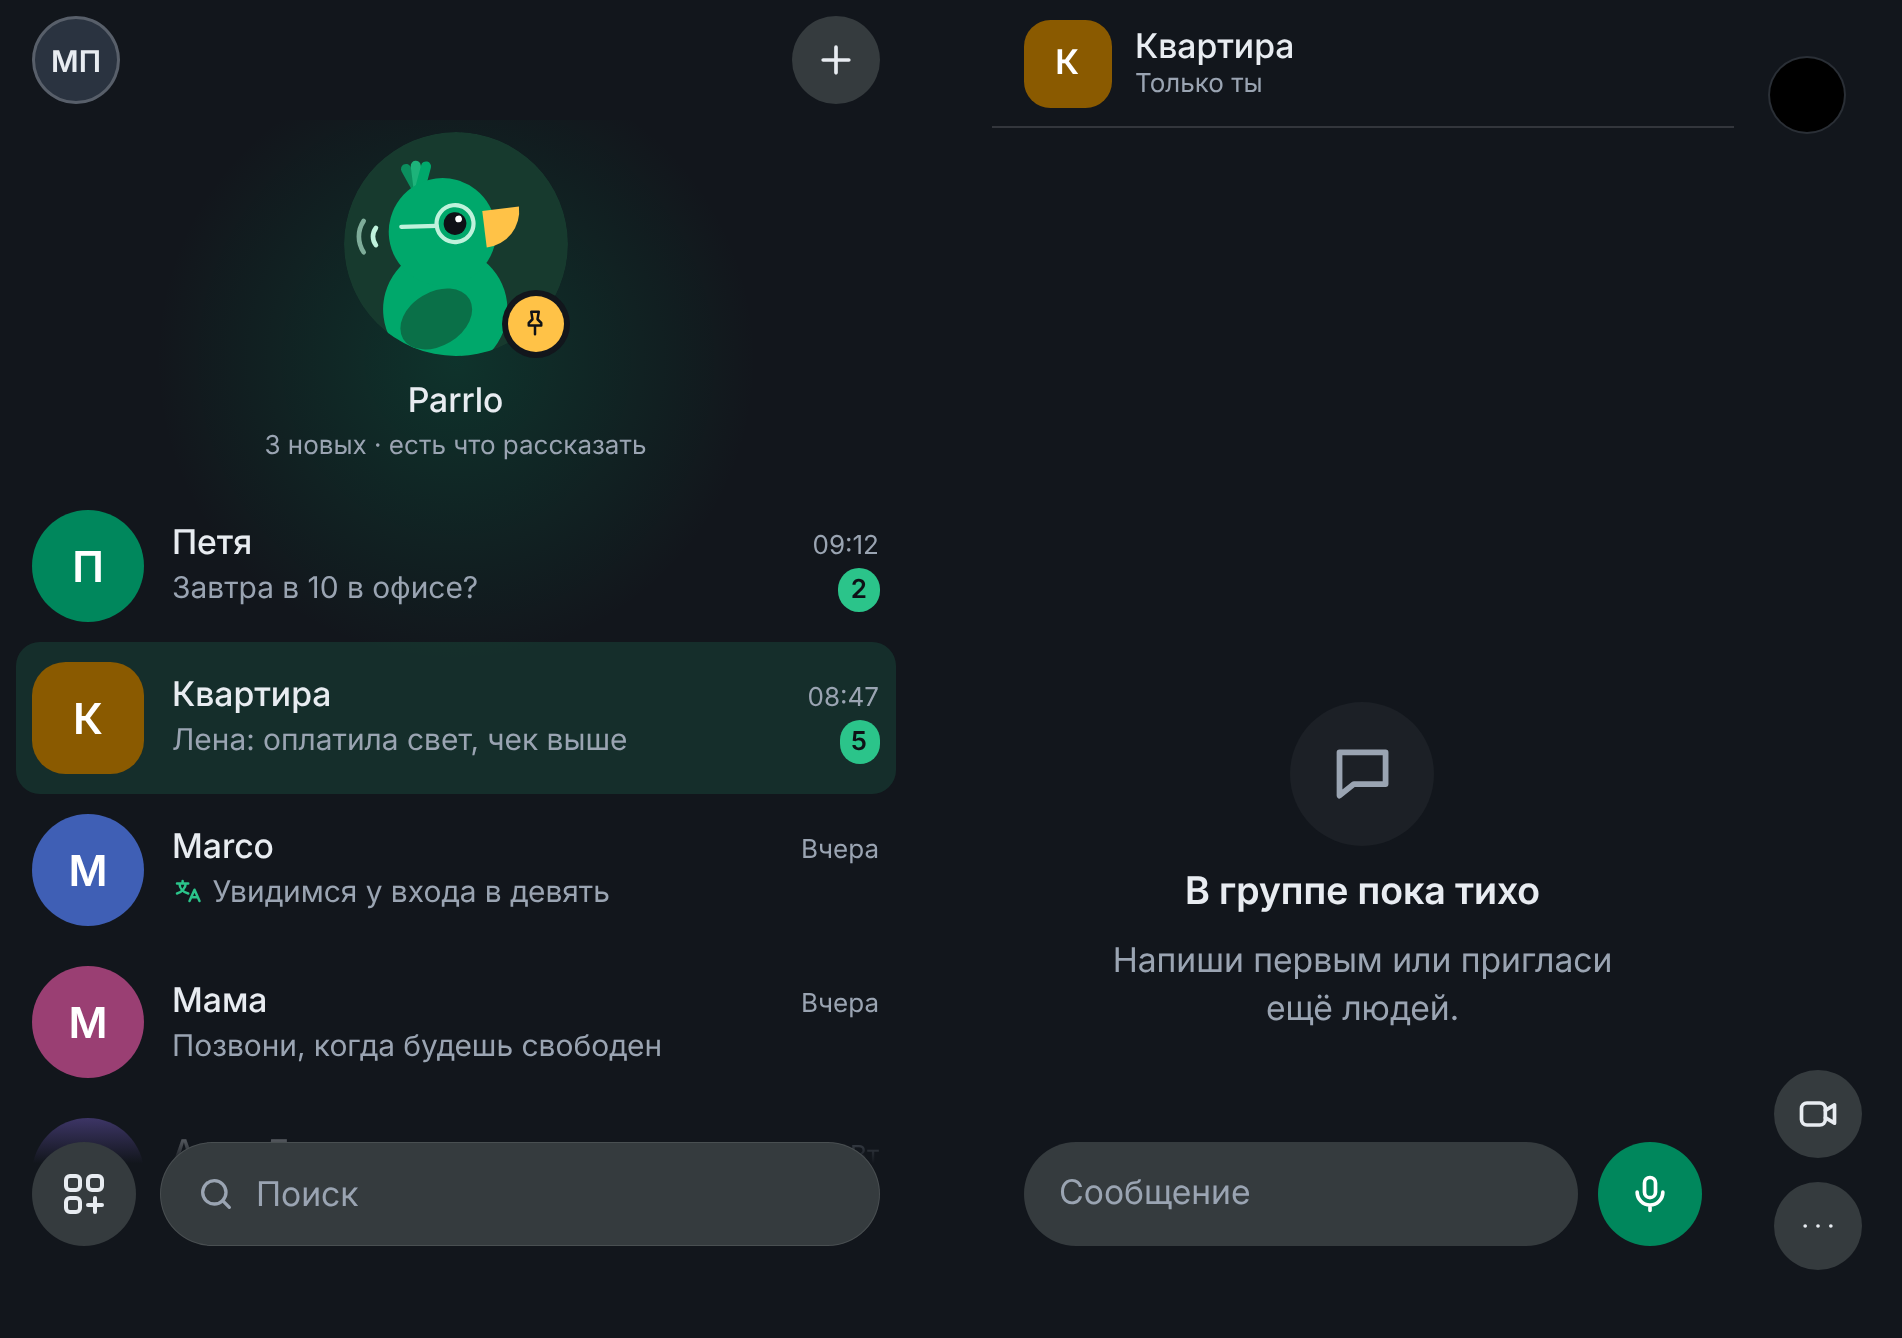 МП
Parrlo
3 новых · есть что рассказать
П
Петя
09:12
Завтра в 10 в офисе?
2
К
Квартира
08:47
Лена: оплатила свет, чек выше
5
M
Marco
Вчера
Увидимся у входа в девять
М
Мама
Вчера
Позвони, когда будешь свободен
Поиск
К
Квартира
Только ты
В группе пока тихо
Напиши первым или пригласи
ещё людей.
Сообщение